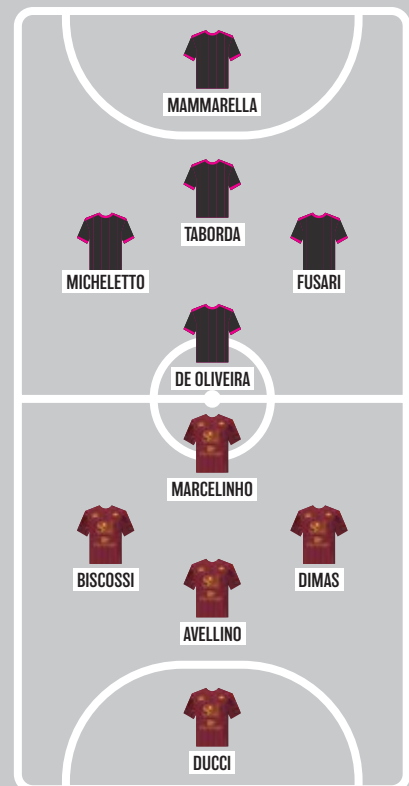 MAMMARELLA
TABORDA
MICHELETTO
FUSARI
DE OLIVEIRA
MARCELINHO
BISCOSSI
DIMAS
AVELLINO
DUCCI